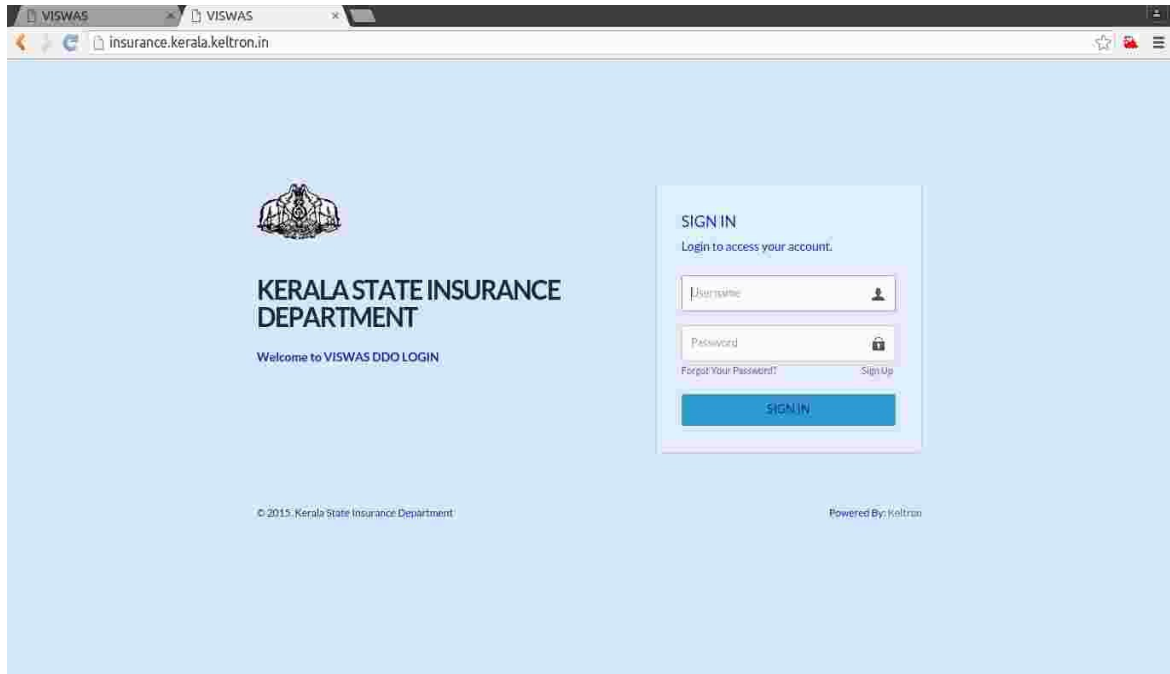 VISWAS
VISWAS
insurance.kerala.keltron.in
KERALA STATE INSURANCE
DEPARTMENT
Welcome to VISWAS DDO LOGIN
SIGN IN
Login to access your account.
Username
Password
Forgot Your Password?
Sign Up
SIGN IN
© 2015. Kerala State Insurance Department
Powered By: Keltron